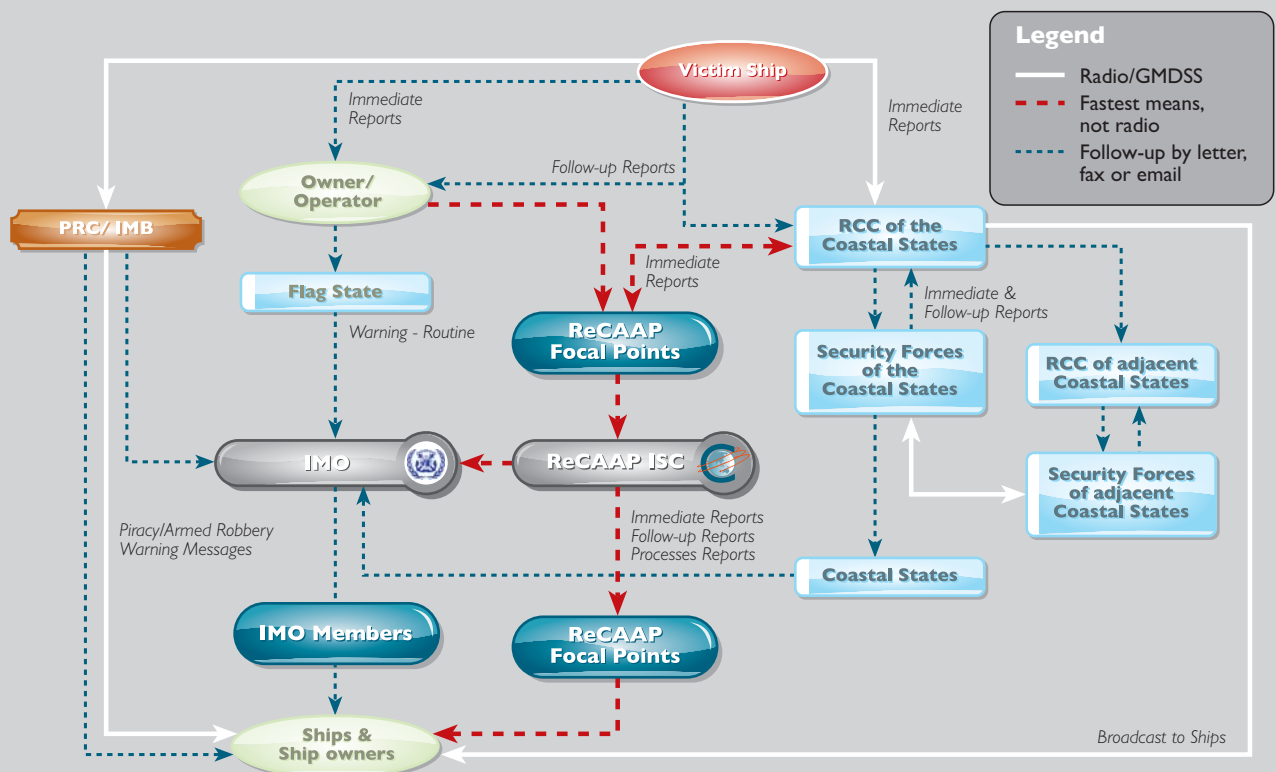 Legend
Radio/GMDSS
Fastest means,
not radio
Follow-up by letter,
fax or email
Victim Ship
Immediate
Reports
Immediate
Reports
Follow-up Reports
Owner/
Operator
PRC/ IMB
RCC of the
Coastal States
Immediate
Reports
Flag State
Immediate &
Follow-up Reports
Warning - Routine
ReCAAP
Focal Points
Security Forces
of the
Coastal States
RCC of adjacent
Coastal States
IMO
ReCAAP ISC
Security Forces
of adjacent
Coastal States
Piracy/Armed Robbery
Warning Messages
Immediate Reports
Follow-up Reports
Processes Reports
Coastal States
IMO Members
ReCAAP
Focal Points
Ships &
Ship owners
Broadcast to Ships